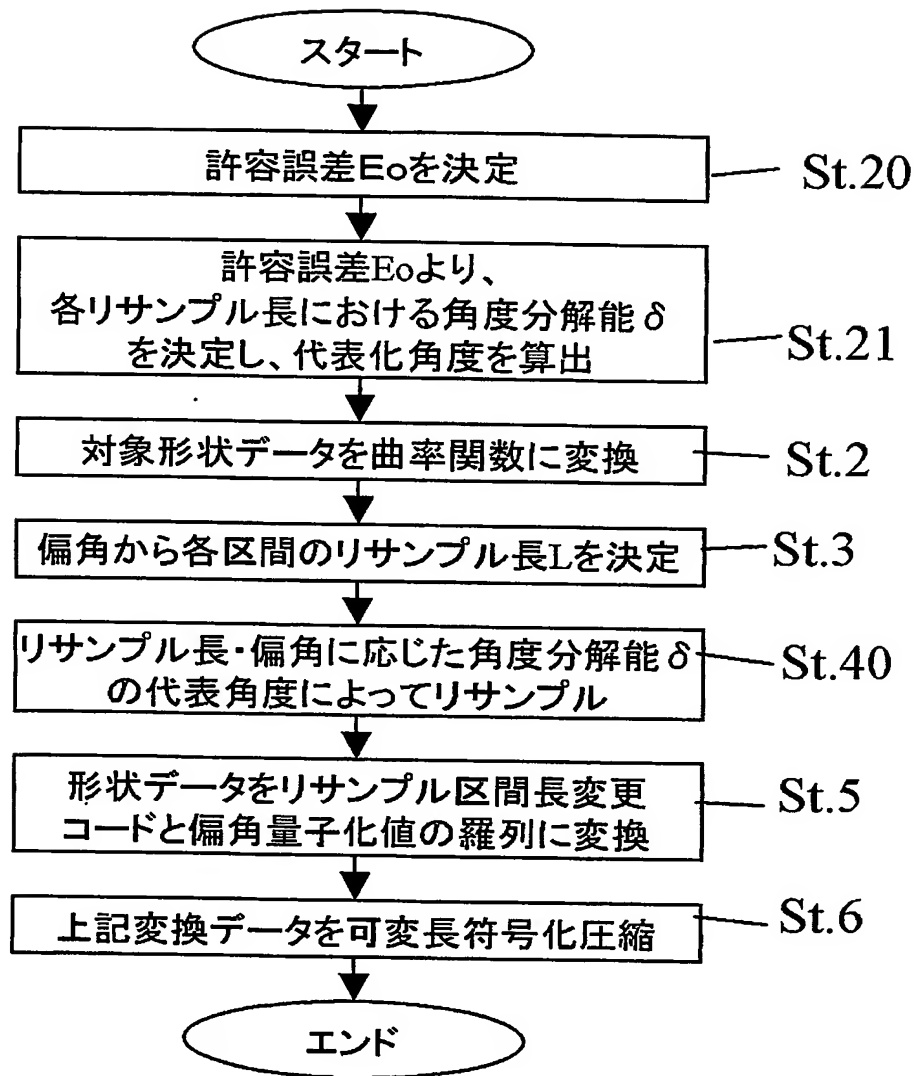 スタート
許容誤差Eoを決定
St.20
許容誤差Eoより、
各リサンプル長における角度分解能δ
を決定し、代表化角度を算出
St.21
対象形状データを曲率関数に変換
St.2
偏角から各区間のリサンプル長Lを決定
St.3
リサンプル長・偏角に応じた角度分解能δ
の代表角度によってリサンプル
St.40
形状データをリサンプル区間長変更
コードと偏角量子化値の羅列に変換
St.5
上記変換データを可変長符号化圧縮
St.6
エンド